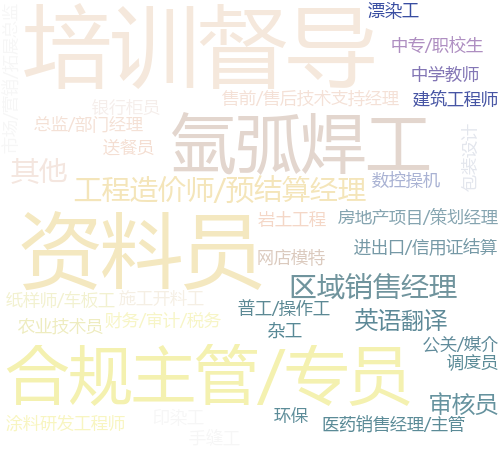 漂染工
培训督导
市场/营销/拓展总监
中专/职校生
中学教师
银行柜员
售前/售后技术支持经理
建筑工程师
总监/部门经理
氩弧焊工
送餐员
包装设计
其他
工程造价师/预结算经理
数控操机
资料员
岩土工程
房地产项目/策划经理
网店模特
进出口/信用证结算
区域销售经理
纸样师/车板工
施工开料工
普工/操作工
农业技术员
财务/审计/税务
杂工
英语翻译
合规主管/专员
公关/媒介
调度员
审核员
涂料研发工程师
印染工
环保
医药销售经理/主管
手缝工